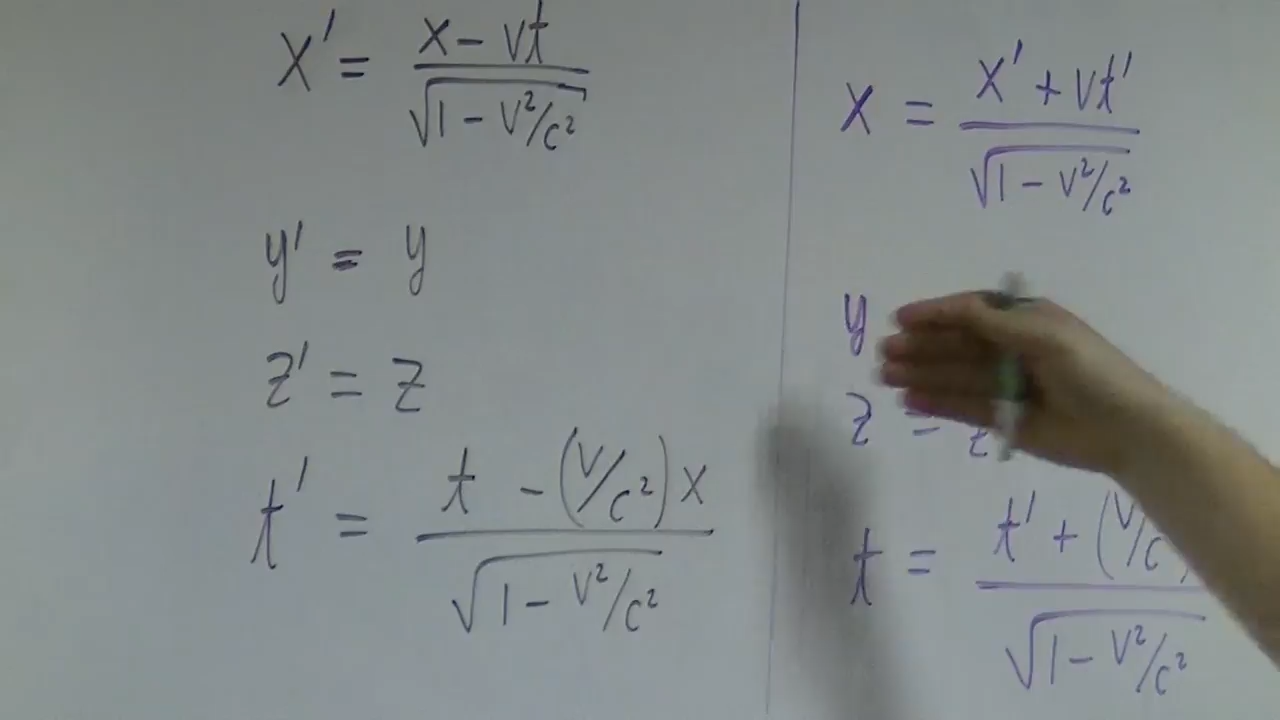 x' = x - vt / √1 - v²/c²
y' = y
z' = z
t' = t - (v/c²) x / √1 - v²/c²
x = x' + vt' / √1 - v²/c²
y
z = z
t = t' + (v/c / √1 - v²/c²